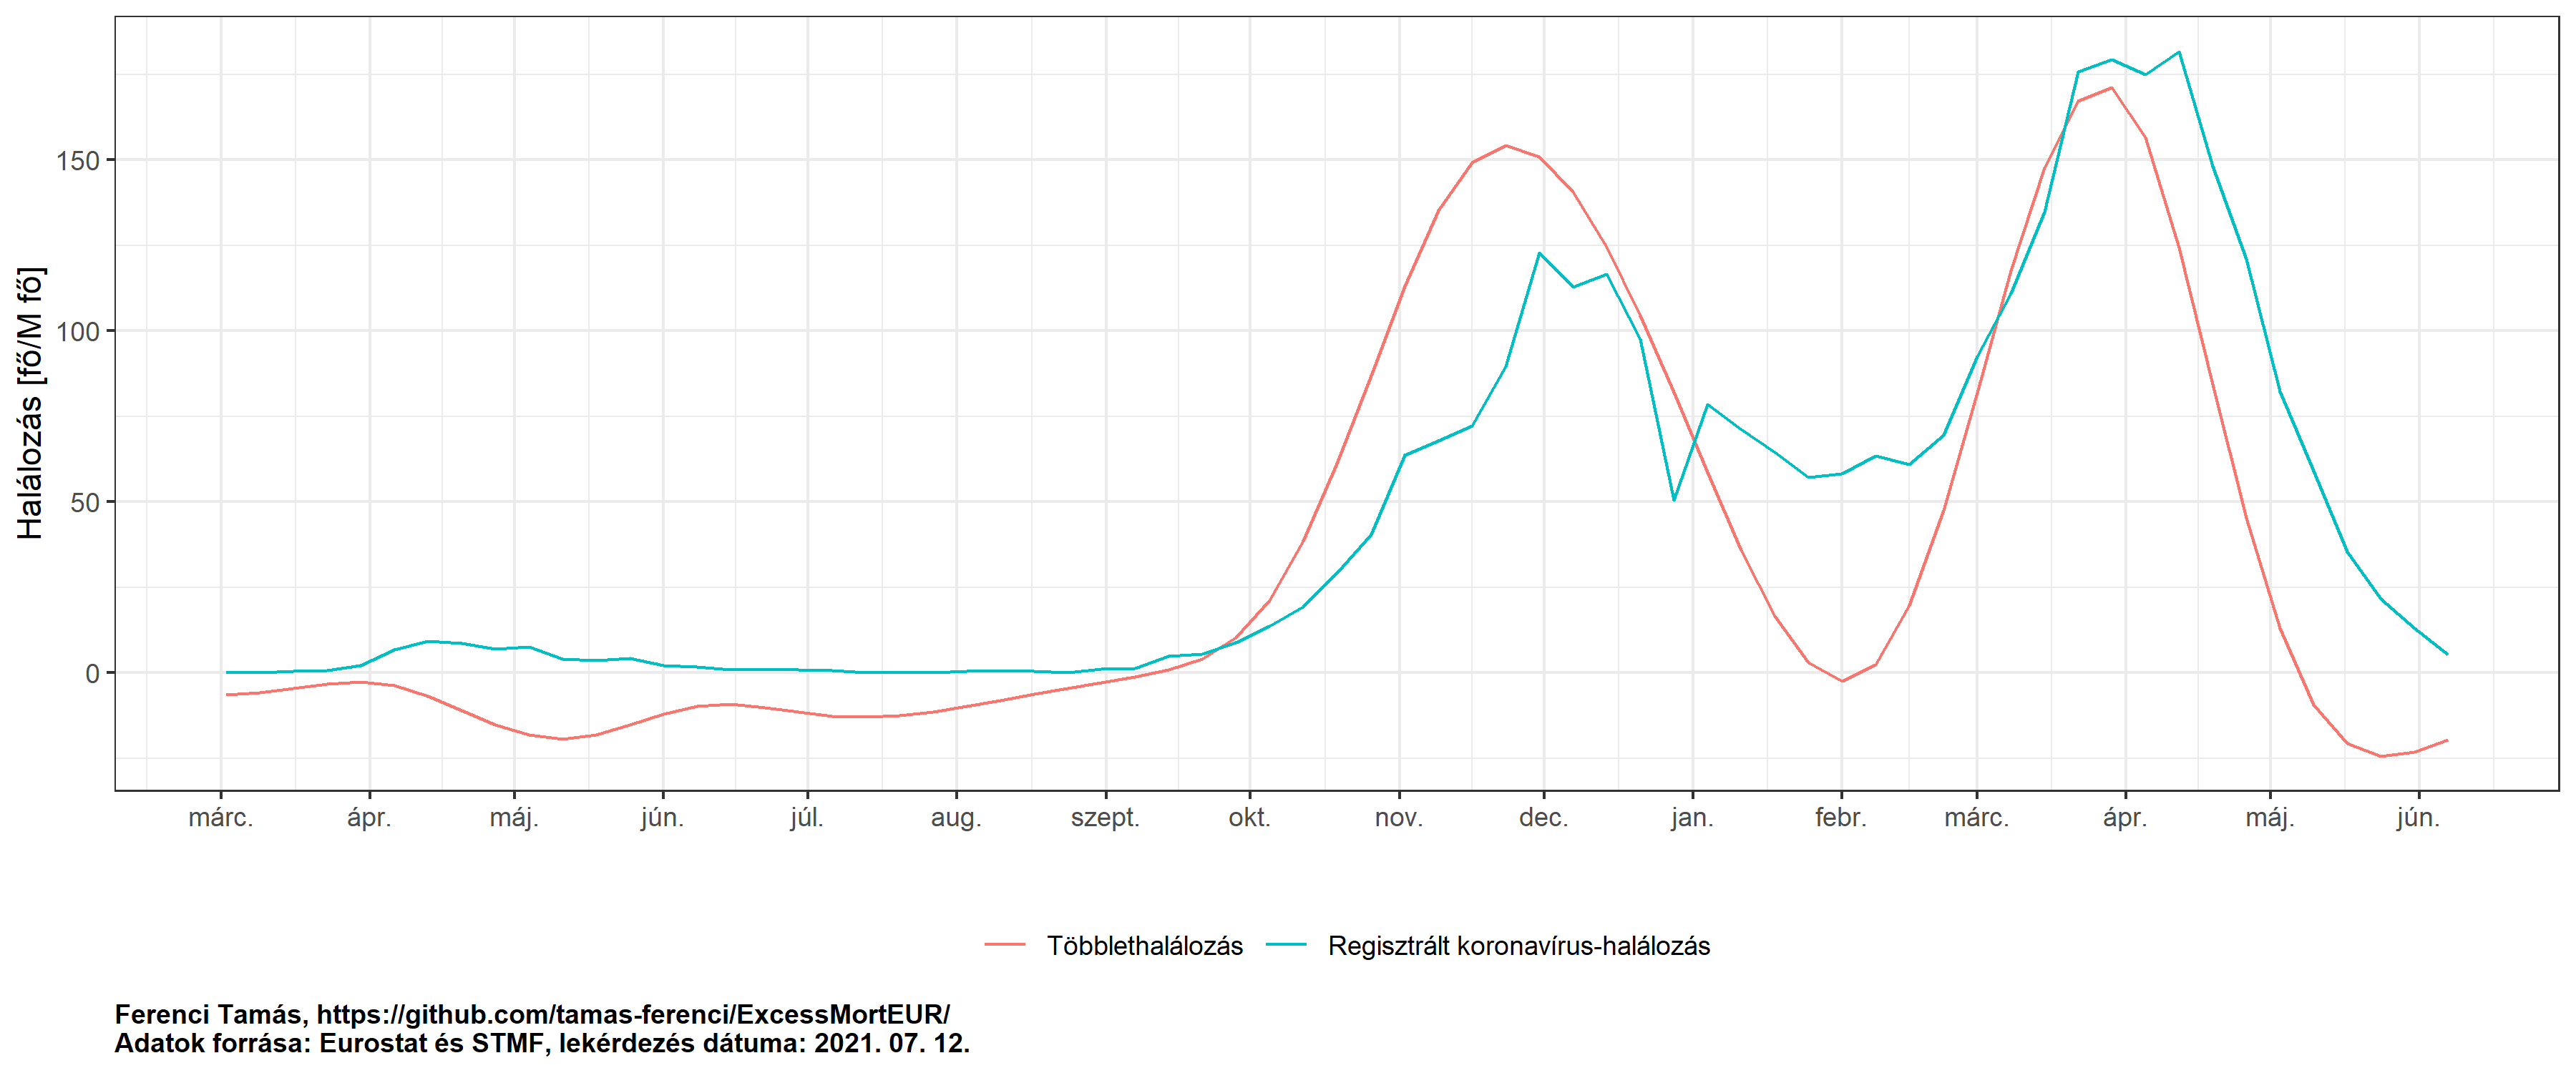 Halálozás [fő/M fő]
150
100
50
0
márc. ápr. máj. jún. júl. aug. szept. okt. nov. dec. jan. febr. márc. ápr. máj. jún.
Többlethalálozás Regisztrált koronavírus-halálozás
Ferenci Tamás, https://github.com/tamas-ferenci/ExcessMortEUR/
Adatok forrása: Eurostat és STMF, lekérdezés dátuma: 2021. 07. 12.